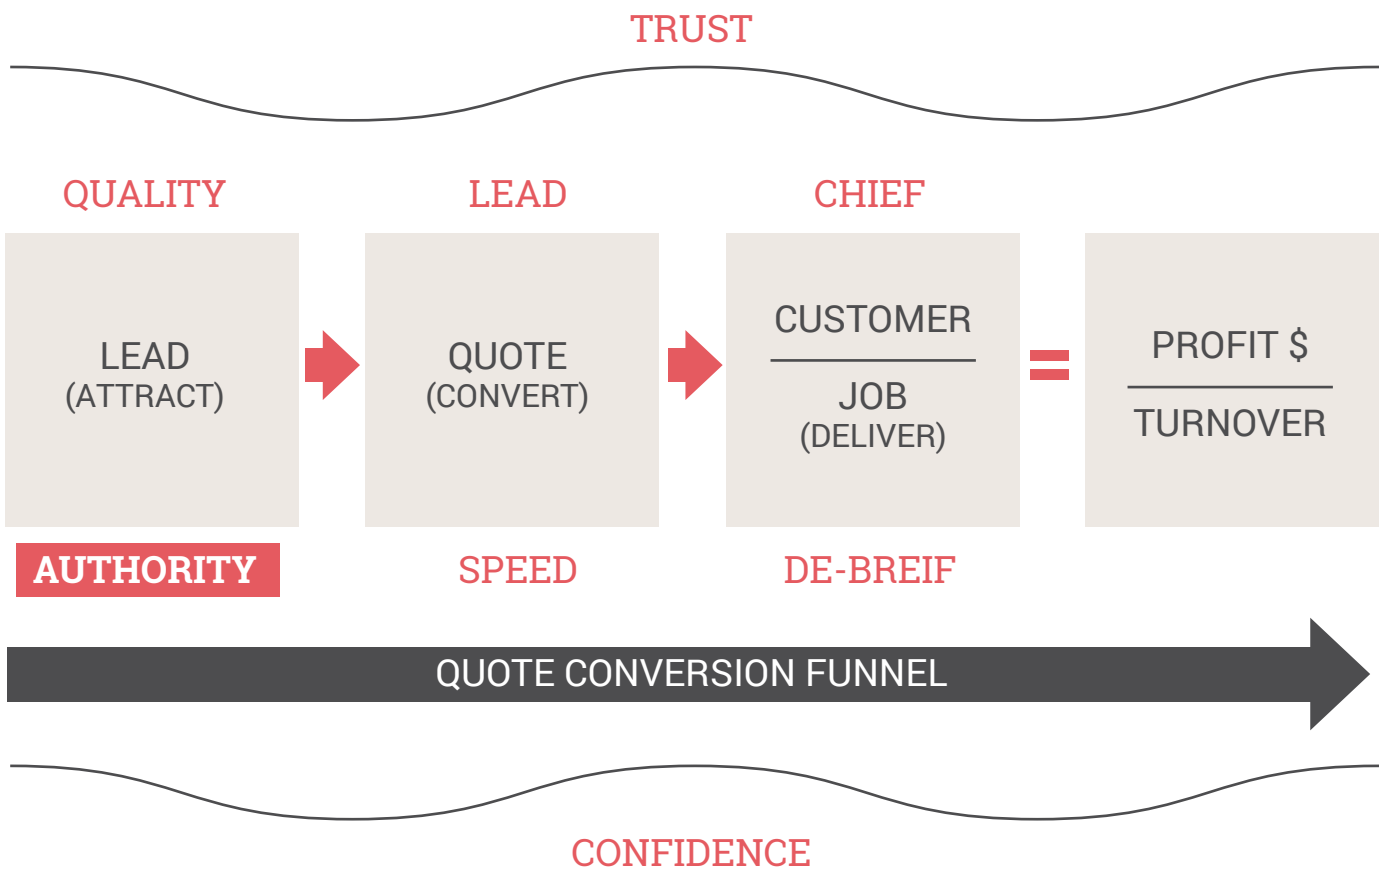 TRUST
QUALITY
LEAD
CHIEF
LEAD
(ATTRACT)
QUOTE
(CONVERT)
CUSTOMER
JOB
(DELIVER)
=
PROFIT $
TURNOVER
AUTHORITY
SPEED
DE-BREIF
QUOTE CONVERSION FUNNEL
CONFIDENCE